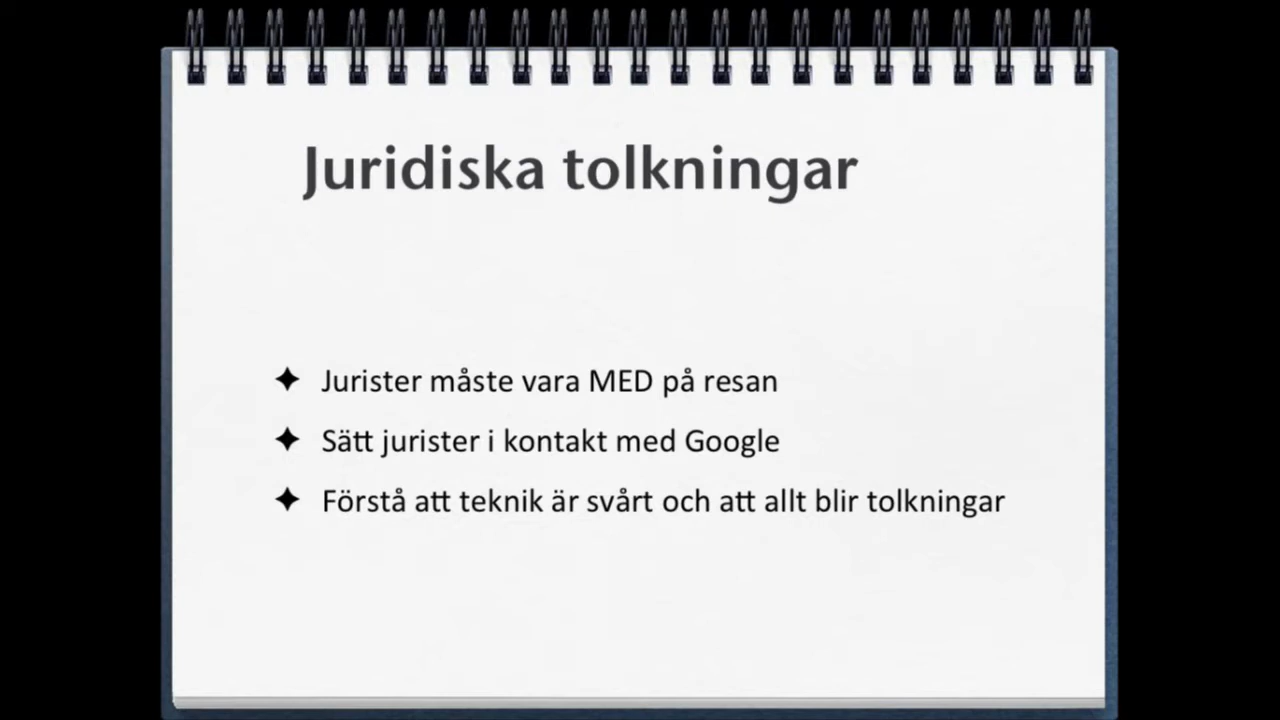 Juridiska tolkningar
Jurister måste vara MED på resan
Sätt jurister i kontakt med Google
Förstå att teknik är svårt och att allt blir tolkningar